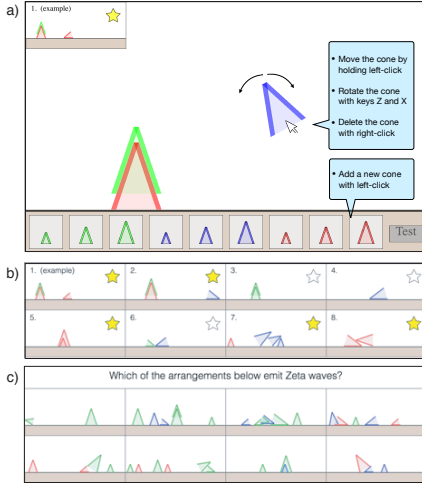 a)
1. (example)
• Move the cone by
holding left-click
• Rotate the cone
with keys Z and X
• Delete the cone
with right-click
• Add a new cone
with left-click
Test
b)
1. (example)
2.
3.
4.
5.
6.
7.
8.
c)
Which of the arrangements below emit Zeta waves?